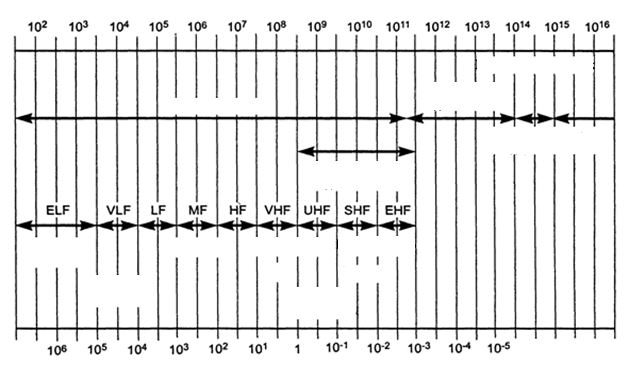 10² 10³ 10⁴ 10⁵ 10⁶ 10⁷ 10⁸ 10⁹ 10¹⁰ 10¹¹ 10¹² 10¹³ 10¹⁴ 10¹⁵ 10¹⁶
ELF VLF LF MF HF VHF UHF SHF EHF
10⁶ 10⁵ 10⁴ 10³ 10² 10¹ 1 10⁻¹ 10⁻² 10⁻³ 10⁻⁴ 10⁻⁵